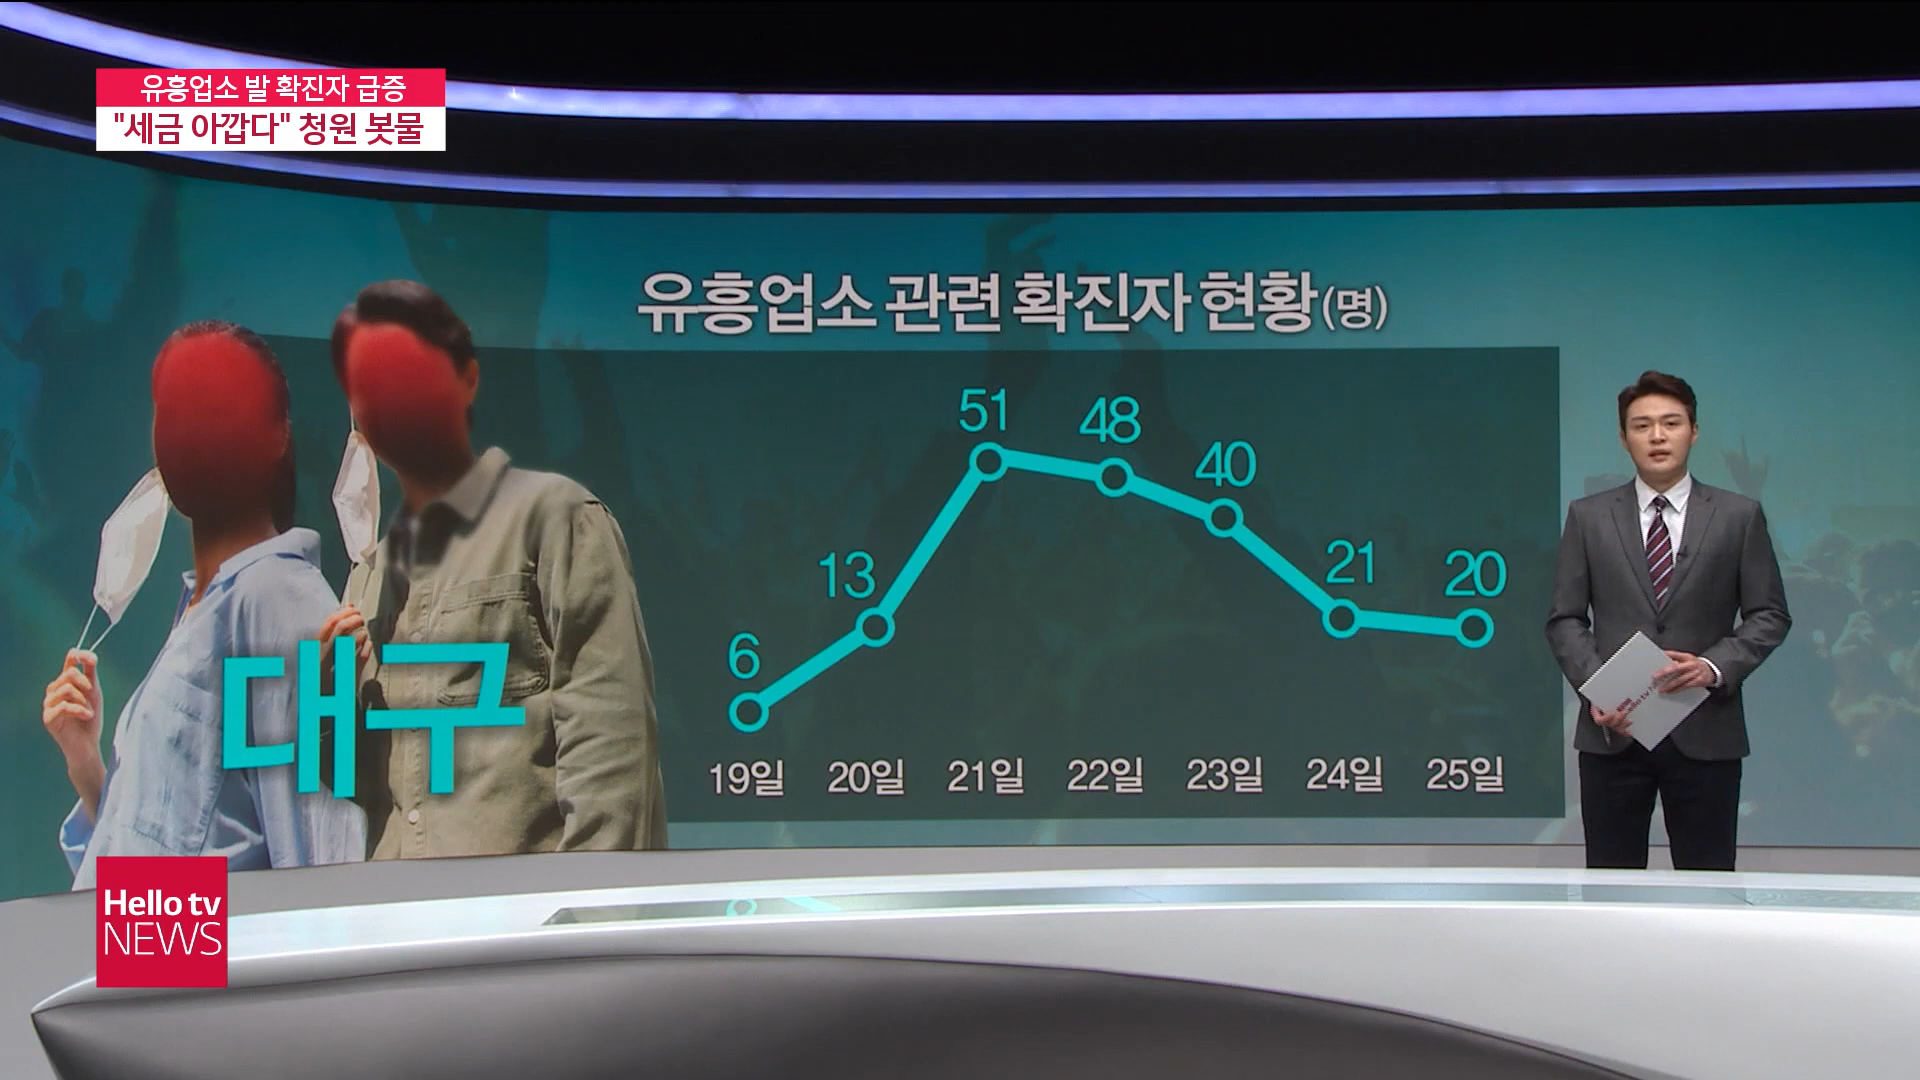 유흥업소 발 확진자 급증
"세금 아깝다" 청원 봇물
유흥업소 관련 확진자 현황(명)
51
48
40
13
21
20
6
대구
19일 20일 21일 22일 23일 24일 25일
Hello tv
NEWS